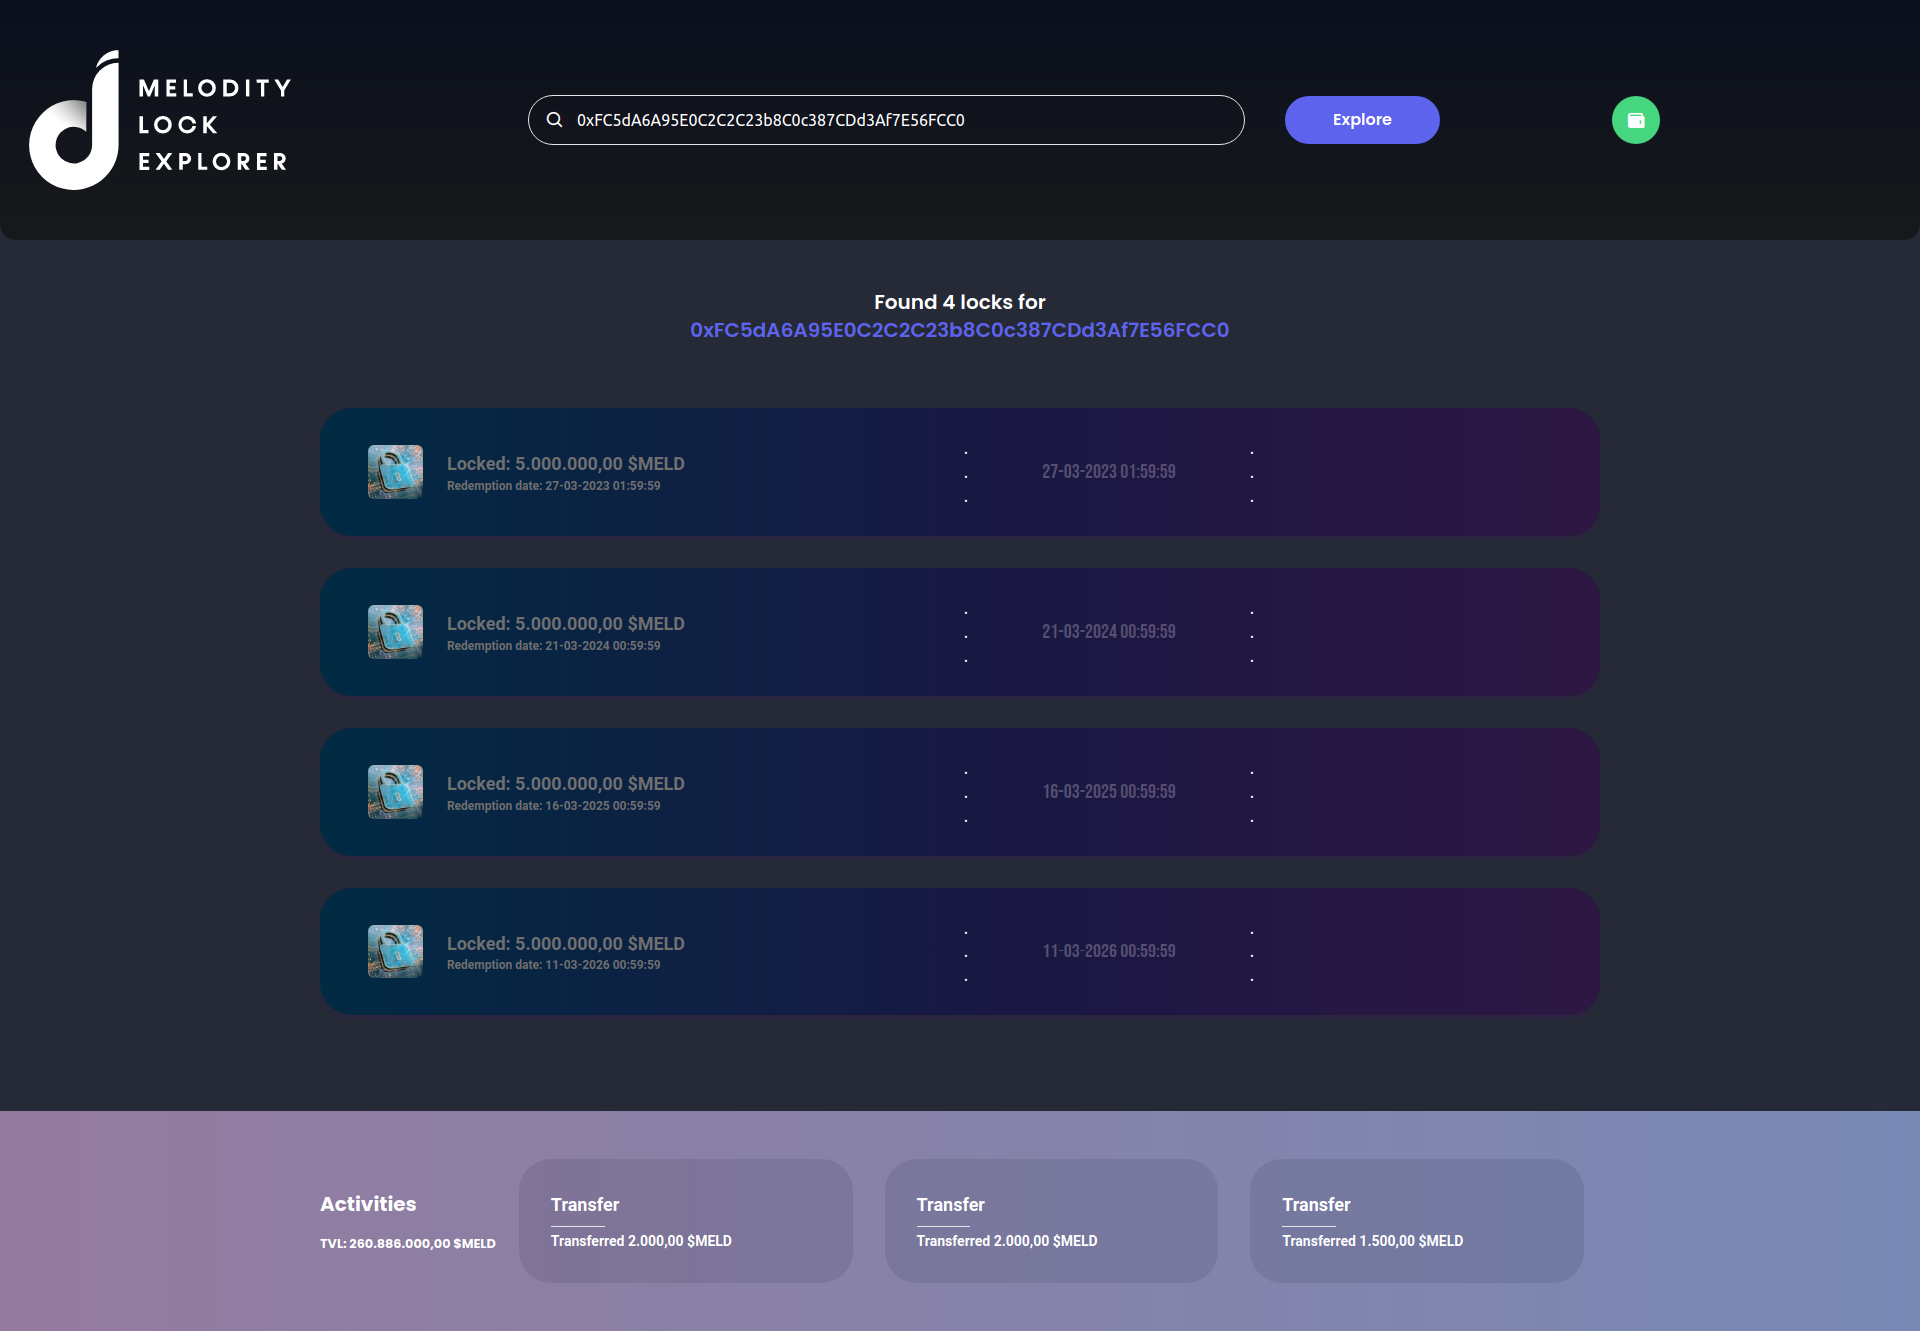 MELODITY
LOCK
EXPLORER
0xFC5dA6A95E0C2C2C23b8C0c387CDd3Af7E56FCC0
Explore
Found 4 locks for
0xFC5dA6A95E0C2C2C23b8C0c387CDd3Af7E56FCC0
Locked: 5.000.000,00 $MELD
Redemption date: 27-03-2023 01:59:59
27-03-2023 01:59:59
Locked: 5.000.000,00 $MELD
Redemption date: 21-03-2024 00:59:59
21-03-2024 00:59:59
Locked: 5.000.000,00 $MELD
Redemption date: 16-03-2025 00:59:59
16-03-2025 00:59:59
Locked: 5.000.000,00 $MELD
Redemption date: 11-03-2026 00:59:59
11-03-2026 00:59:59
Activities
TVL: 260.886.000,00 $MELD
Transfer
Transferred 2.000,00 $MELD
Transfer
Transferred 2.000,00 $MELD
Transfer
Transferred 1.500,00 $MELD